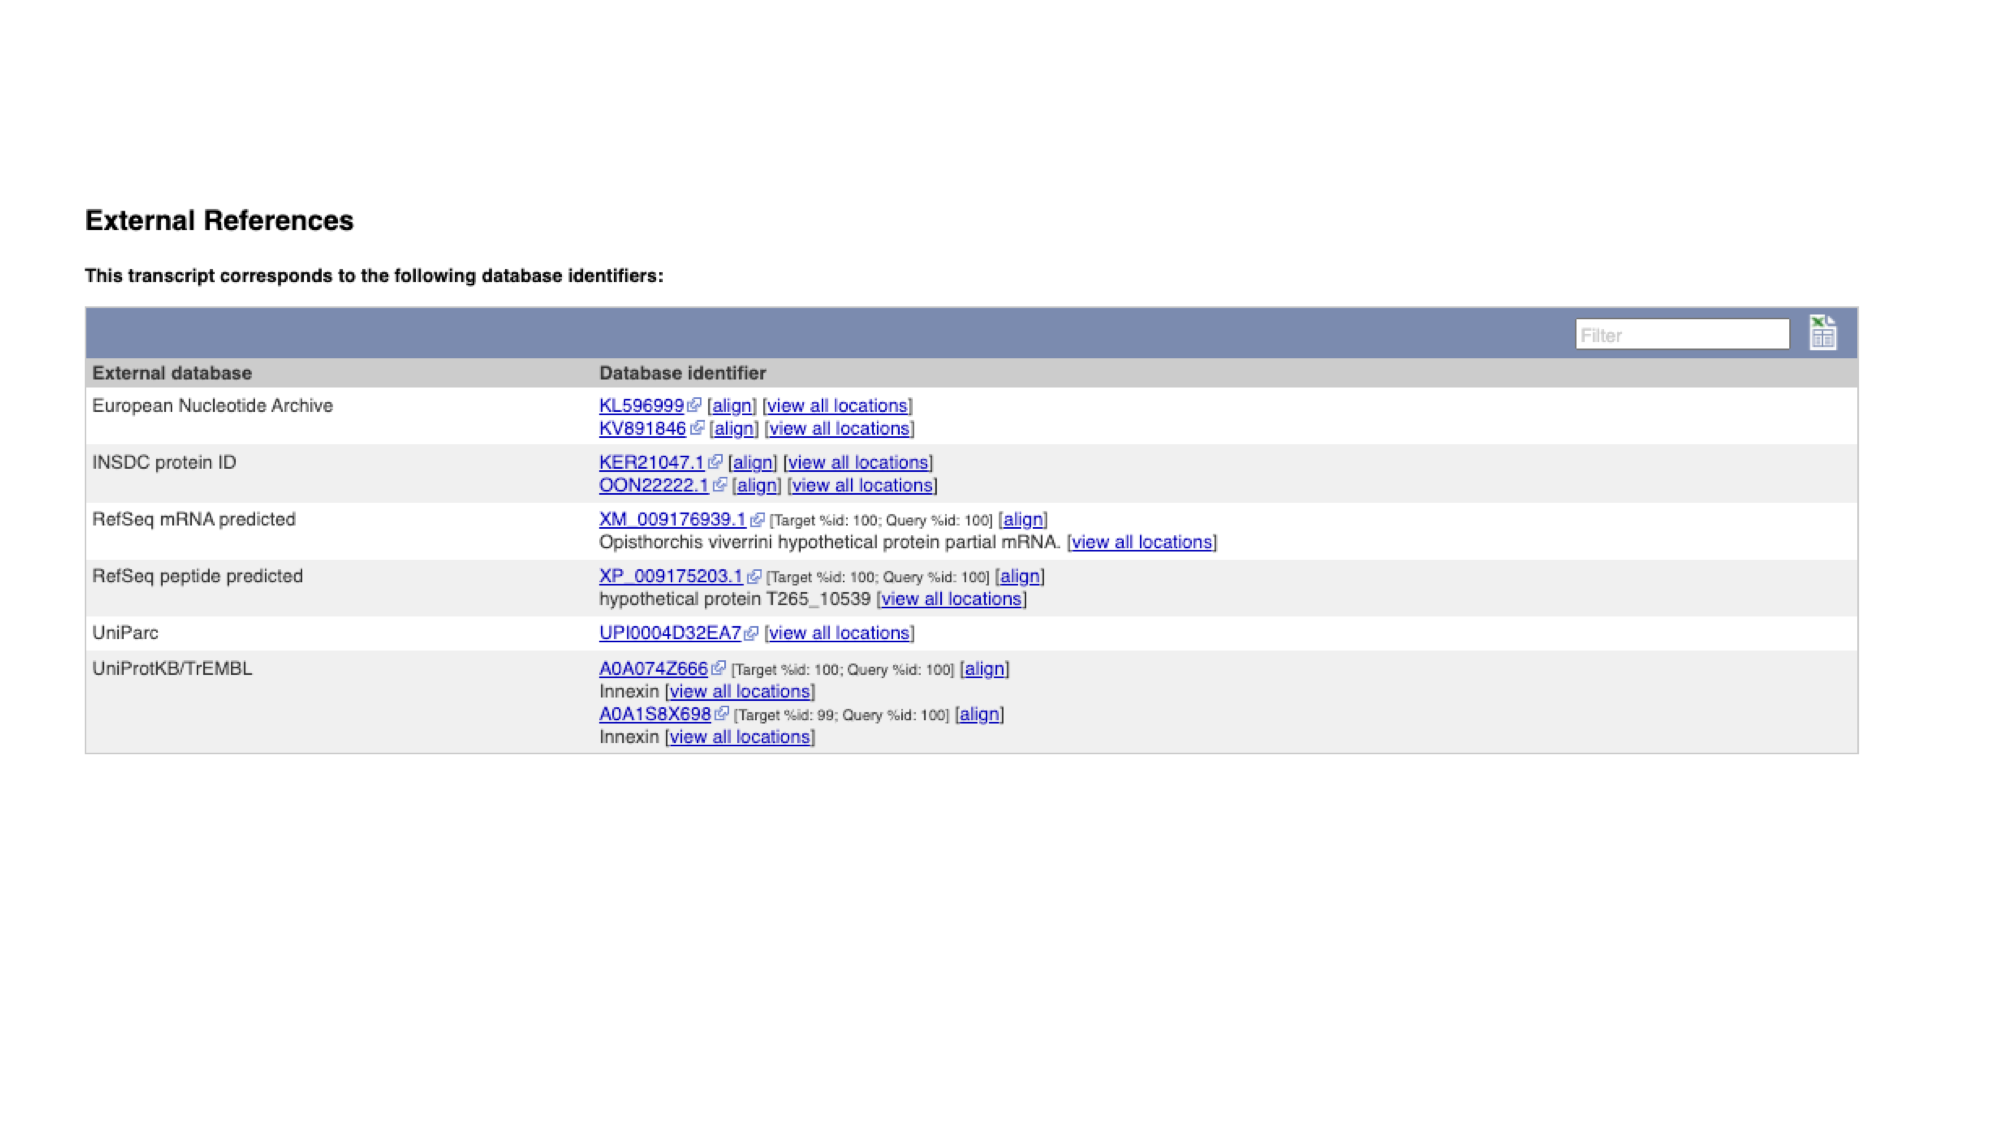 External References
This transcript corresponds to the following database identifiers:
Filter
External database Database identifier
European Nucleotide Archive KL596999 [align] [view all locations]
KV891846 [align] [view all locations]
INSDC protein ID KER21047.1 [align] [view all locations]
OON22222.1 [align] [view all locations]
RefSeq mRNA predicted XM_009176939.1 [Target %id: 100; Query %id: 100] [align]
Opisthorchis viverrini hypothetical protein partial mRNA. [view all locations]
RefSeq peptide predicted XP_009175203.1 [Target %id: 100; Query %id: 100] [align]
hypothetical protein T265_10539 [view all locations]
UniParc UPI0004D32EA7 [view all locations]
UniProtKB/TrEMBL A0A074Z666 [Target %id: 100; Query %id: 100] [align]
Innexin [view all locations]
A0A1S8X698 [Target %id: 99; Query %id: 100] [align]
Innexin [view all locations]